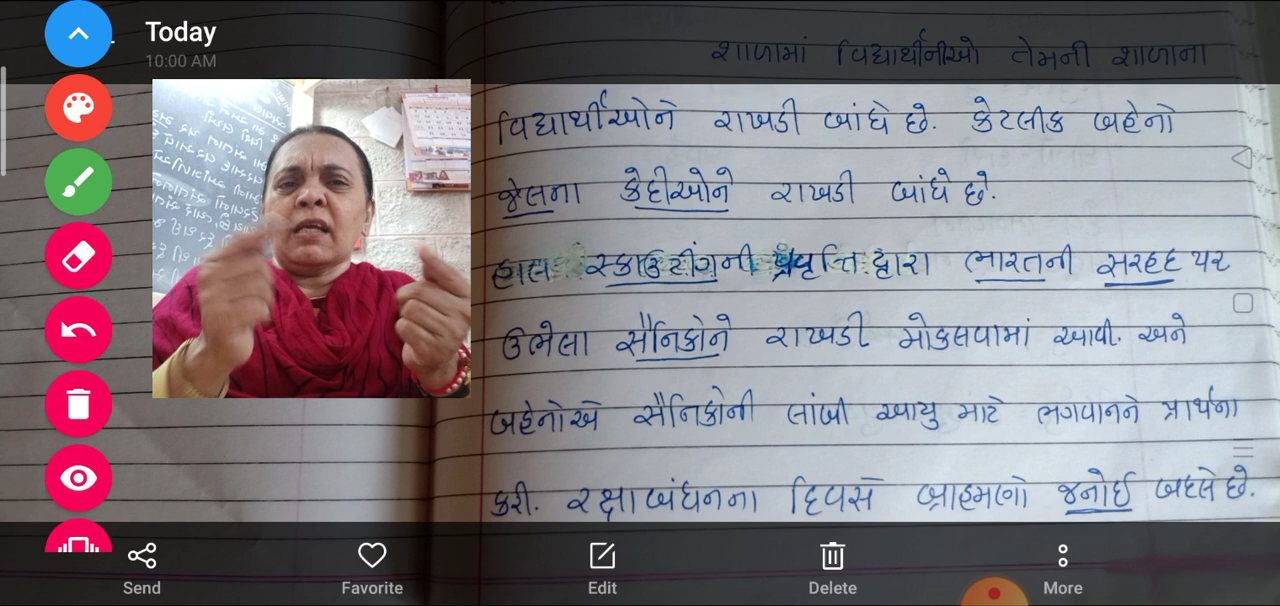 Today
10:00 AM
શાળામાં વિદ્યાર્થીનીઓ તેમની શાળાના
વિદ્યાર્થીઓને રાખડી બાંધે છે. કેટલીક બહેનો
જેલના કેદીઓને રાખડી બાંધે છે.
હાલ સ્કાઉટીંગની પ્રવૃત્તિ દ્વારા ભારતની સરહદ પર
ઉભેલા સૈનિકોને રાખડી મોકલવામાં આવી. અને
બહેનોએ સૈનિકોની લાંબી આયુ માટે ભગવાનને પ્રાર્થના
કરી. રક્ષાબંધનના દિવસે બ્રાહમણો જનોઈ બદલે છે.
Send
Favorite
Edit
Delete
More